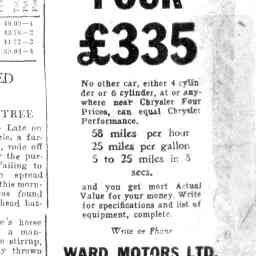 FOUR
£335
No other car, either 4 cylin
der or 6 cylinder, at or any-
where near Chrysler Four
Prices, can equal Chrysler
Performance.
58 miles per hour
25 miles per gallon
5 to 25 miles in 8
secs.
and you get most Actual
Value for your money. Write
for specifications and list of
equipment, complete.
Write or Phone
WARD MOTORS LTD.
ED
TREE
Late on
e, a far-
, rode off
the pur-
Failing to
spread
this morn-
as found
head bat-
e's horse
a man-
stirrup,
y thrown